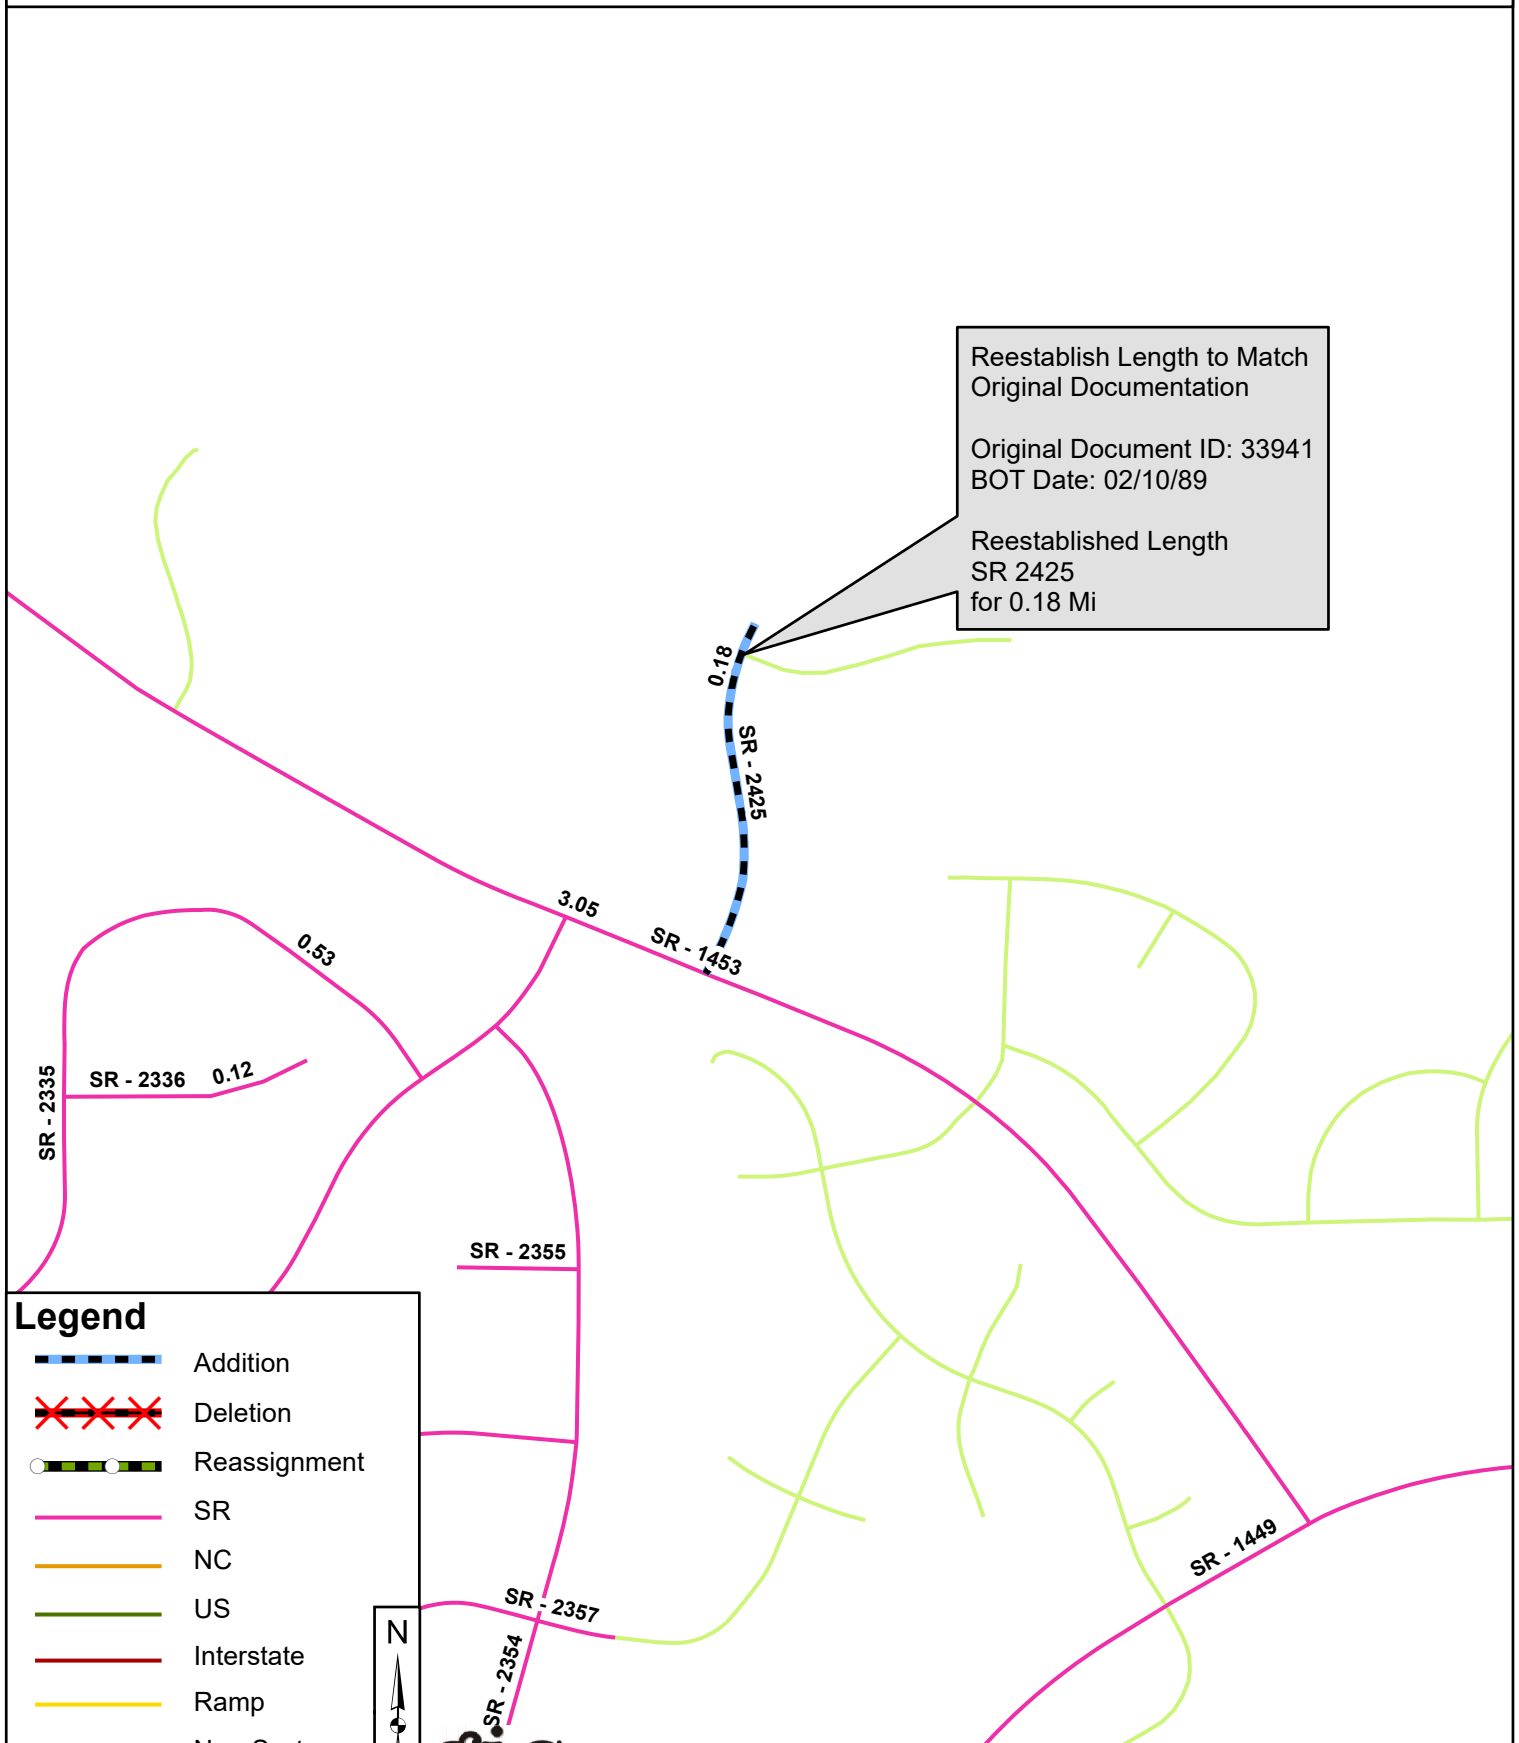 Reestablish Length to Match
Original Documentation
Original Document ID: 33941
BOT Date: 02/10/89
Reestablished Length
SR 2425
for 0.18 Mi
0.18
SR - 2425
3.05
SR - 1453
0.53
SR - 2336
0.12
SR - 2335
SR - 2355
Legend
Addition
Deletion
Reassignment
SR
NC
US
Interstate
Ramp
SR - 1449
SR - 2357
SR - 2354
N